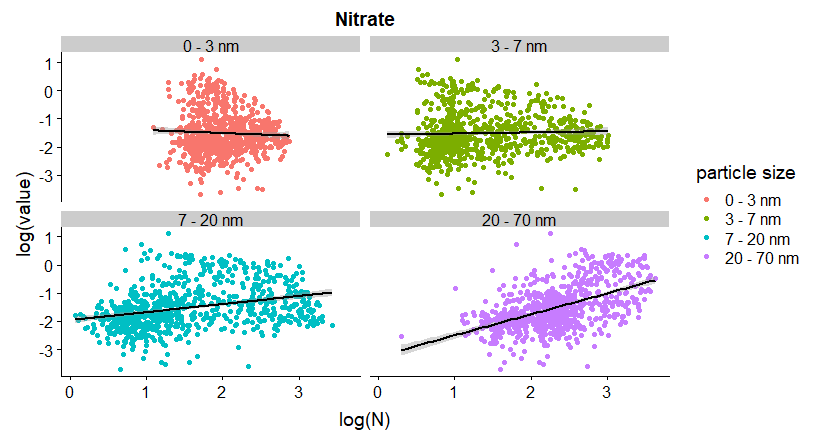 Nitrate
0 - 3 nm
3 - 7 nm
1
0
-1
-2
-3
7 - 20 nm
20 - 70 nm
1
0
-1
-2
-3
0
1
2
3
0
1
2
3
log(value)
log(N)
particle size
0 - 3 nm
3 - 7 nm
7 - 20 nm
20 - 70 nm